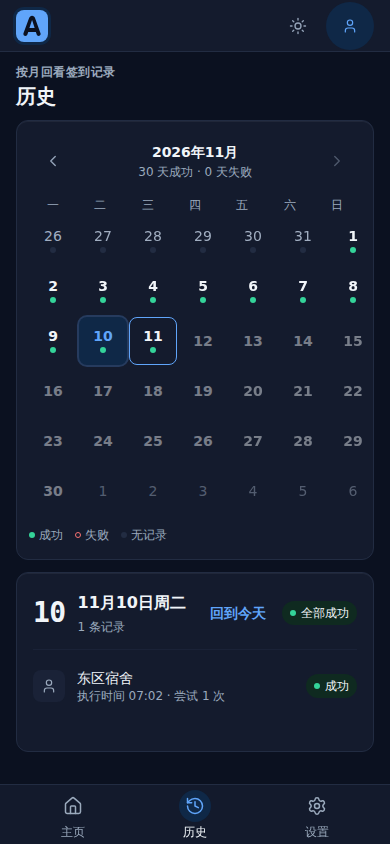 A
按月回看签到记录
历史
2026年11月
30 天成功 · 0 天失败
一 二 三 四 五 六 日
26 27 28 29 30 31 1
2 3 4 5 6 7 8
9 10 11 12 13 14 15
16 17 18 19 20 21 22
23 24 25 26 27 28 29
30 1 2 3 4 5 6
成功 失败 无记录
10 11月10日周二 回到今天 全部成功
1 条记录
东区宿舍 成功
执行时间 07:02 · 尝试 1 次
主页 历史 设置